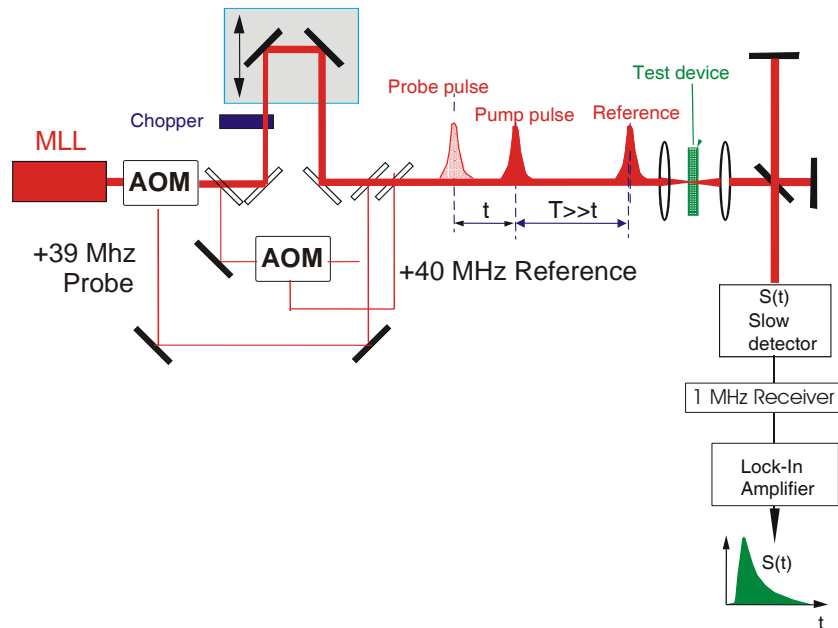 Test device
Probe pulse
Pump pulse
Reference
Chopper
MLL
AOM
t
T>>t
+39 Mhz
Probe
AOM
+40 MHz Reference
S(t)
Slow
detector
1 MHz Receiver
Lock-In
Amplifier
S(t)
t